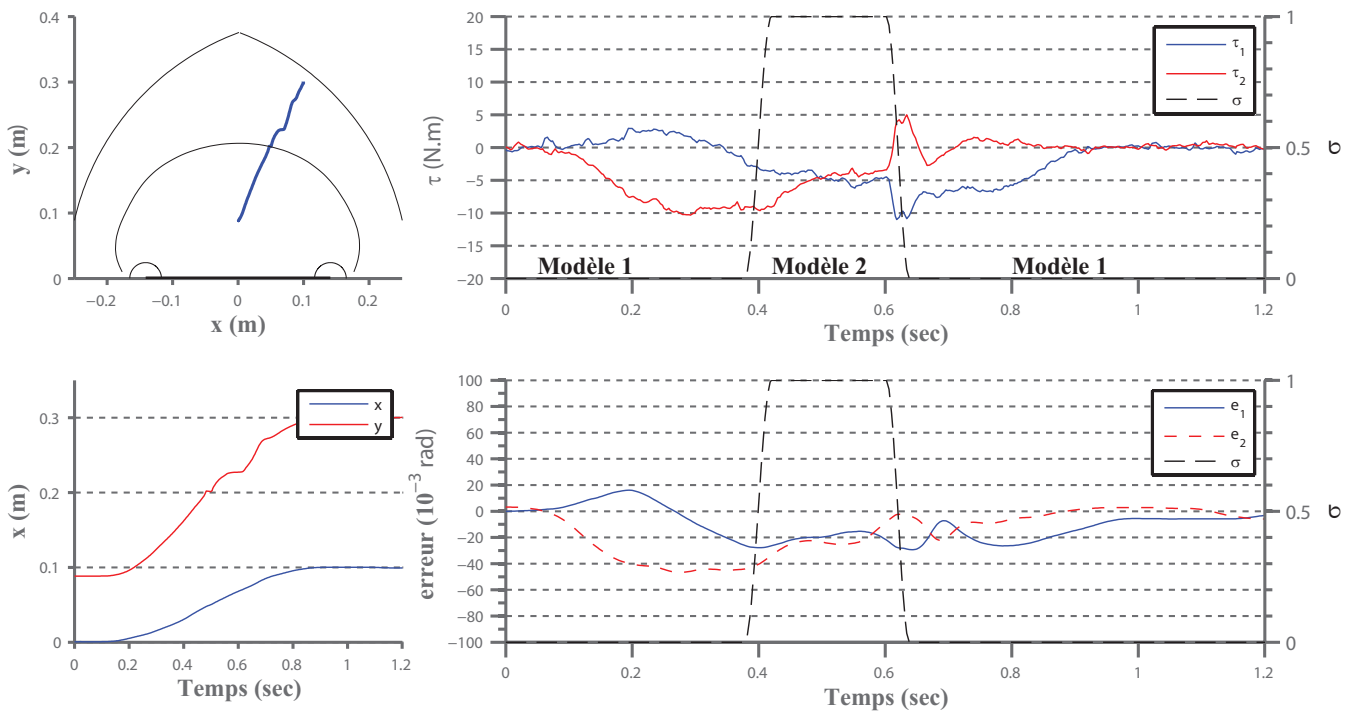 0.4
0.3
0.2
0.1
0
y (m)
−0.2
−0.1
0
0.1
0.2
x (m)
20
15
10
5
0
−5
−10
−15
−20
τ (N.m)
τ1
τ2
σ
1
0.5
0
σ
Modèle 1
Modèle 2
Modèle 1
0
0.2
0.4
0.6
0.8
1
1.2
Temps (sec)
0.3
0.2
0.1
0
x (m)
x
y
0
0.2
0.4
0.6
0.8
1
1.2
Temps (sec)
100
80
60
40
20
0
−20
−40
−60
−80
−100
erreur (10−3 rad)
e1
e2
σ
1
0.5
0
σ
0
0.2
0.4
0.6
0.8
1
1.2
Temps (sec)